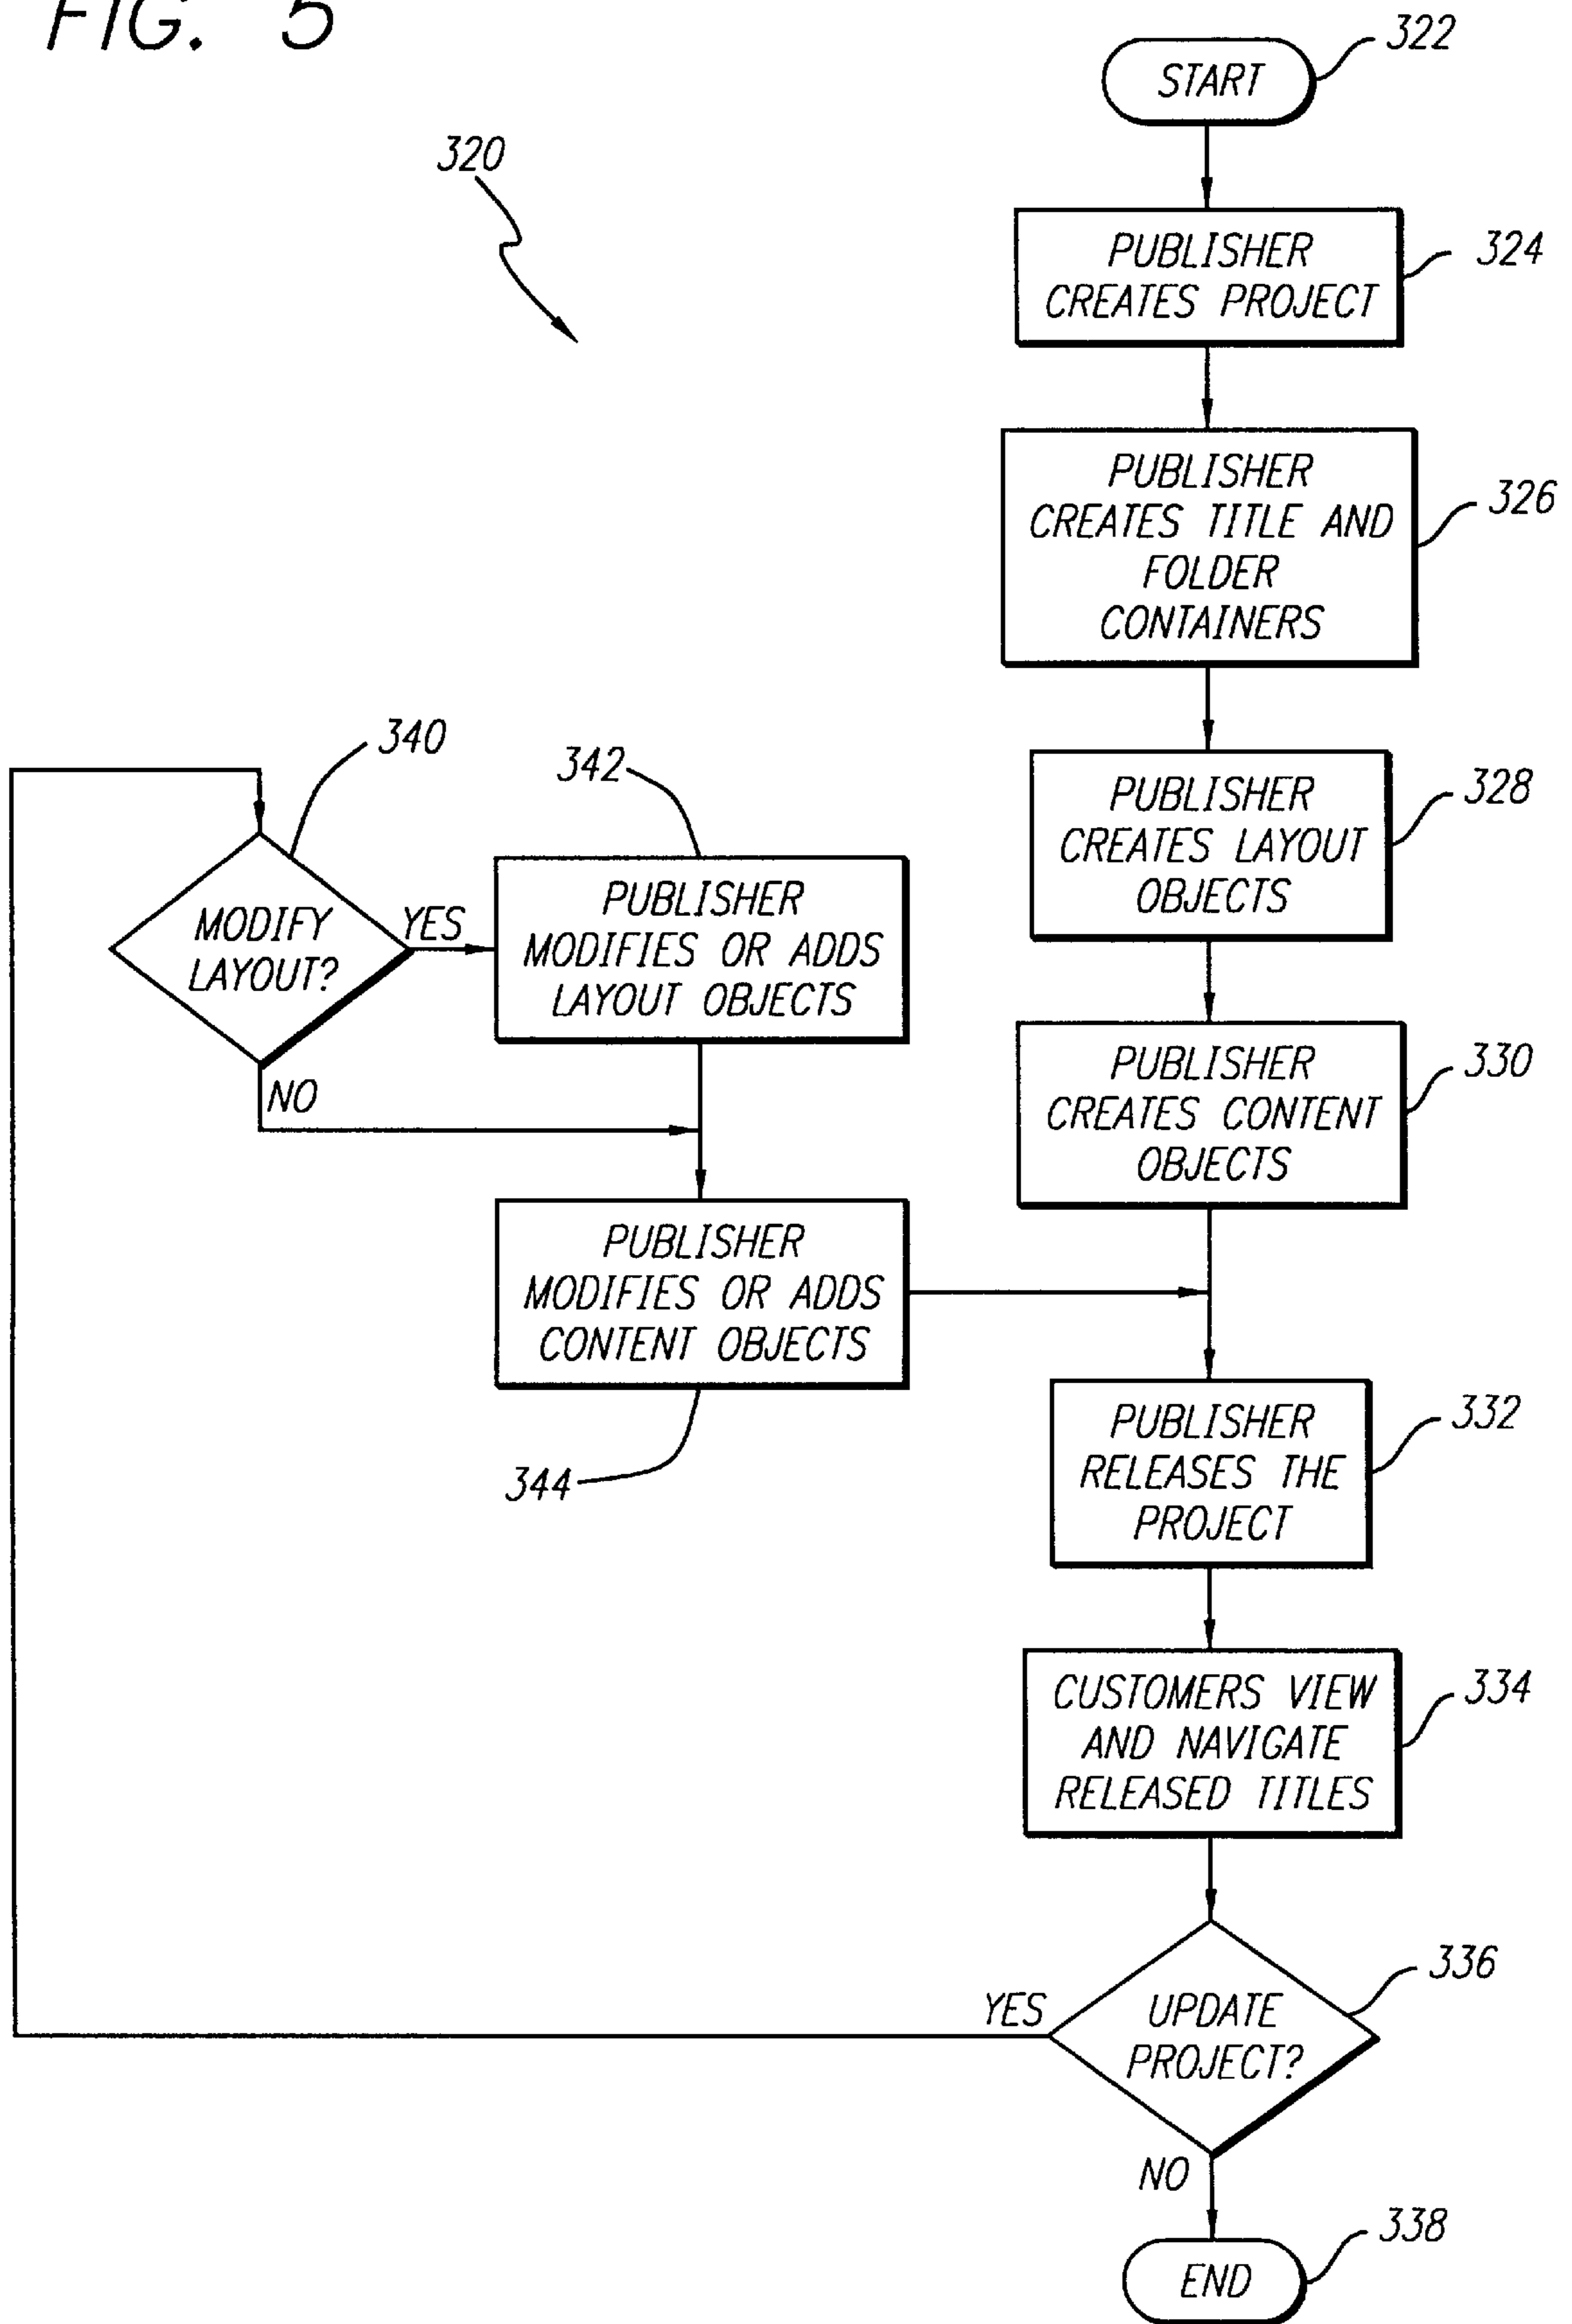 FIG. 5
322
START
320
324
PUBLISHER
CREATES PROJECT
326
PUBLISHER
CREATES TITLE AND
FOLDER
CONTAINERS
328
PUBLISHER
CREATES LAYOUT
OBJECTS
330
PUBLISHER
CREATES CONTENT
OBJECTS
340
MODIFY
LAYOUT?
YES
NO
342
PUBLISHER
MODIFIES OR ADDS
LAYOUT OBJECTS
PUBLISHER
MODIFIES OR ADDS
CONTENT OBJECTS
344
332
PUBLISHER
RELEASES THE
PROJECT
334
CUSTOMERS VIEW
AND NAVIGATE
RELEASED TITLES
336
YES
UPDATE
PROJECT?
NO
338
END